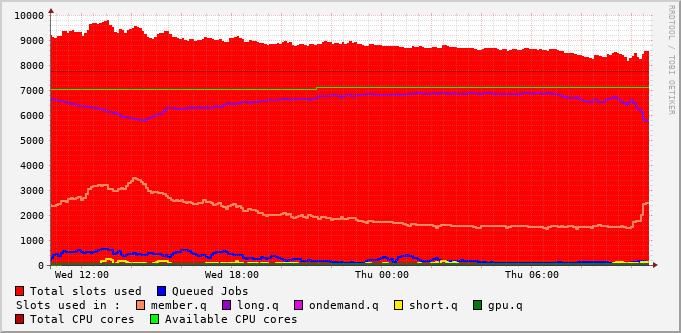 RRDTOOL / TOBI OETIKER
10000
9000
8000
7000
6000
5000
4000
3000
2000
1000
0
Wed 12:00 Wed 18:00 Thu 00:00 Thu 06:00
Total slots used Queued Jobs
Slots used in : member.q long.q ondemand.q short.q gpu.q
Total CPU cores Available CPU cores